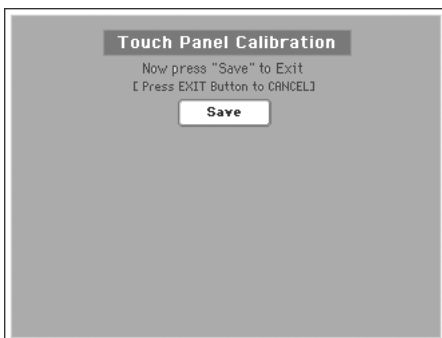 Touch Panel Calibration
Now press "Save" to Exit
[ Press EXIT Button to CANCEL]
Save